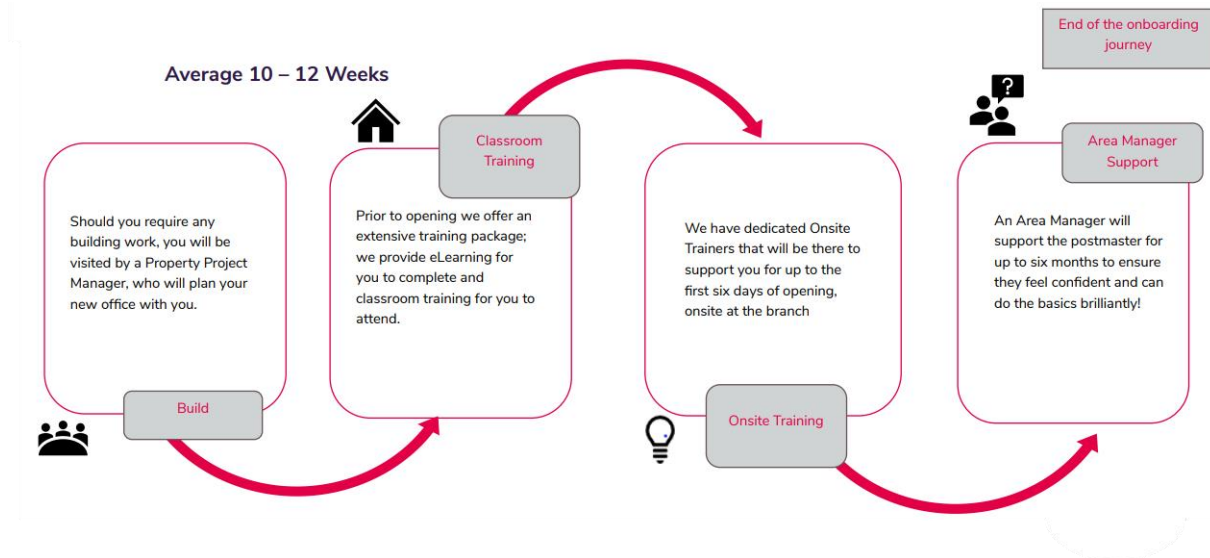 End of the onboarding
journey
Average 10 – 12 Weeks
Should you require any
building work, you will be
visited by a Property Project
Manager, who will plan your
new office with you.
Build
Classroom
Training
Prior to opening we offer an
extensive training package;
we provide eLearning for
you to complete and
classroom training for you to
attend.
We have dedicated Onsite
Trainers that will be there to
support you for up to the
first six days of opening,
onsite at the branch
Onsite Training
?
Area Manager
Support
An Area Manager will
support the postmaster for
up to six months to ensure
they feel confident and can
do the basics brilliantly!